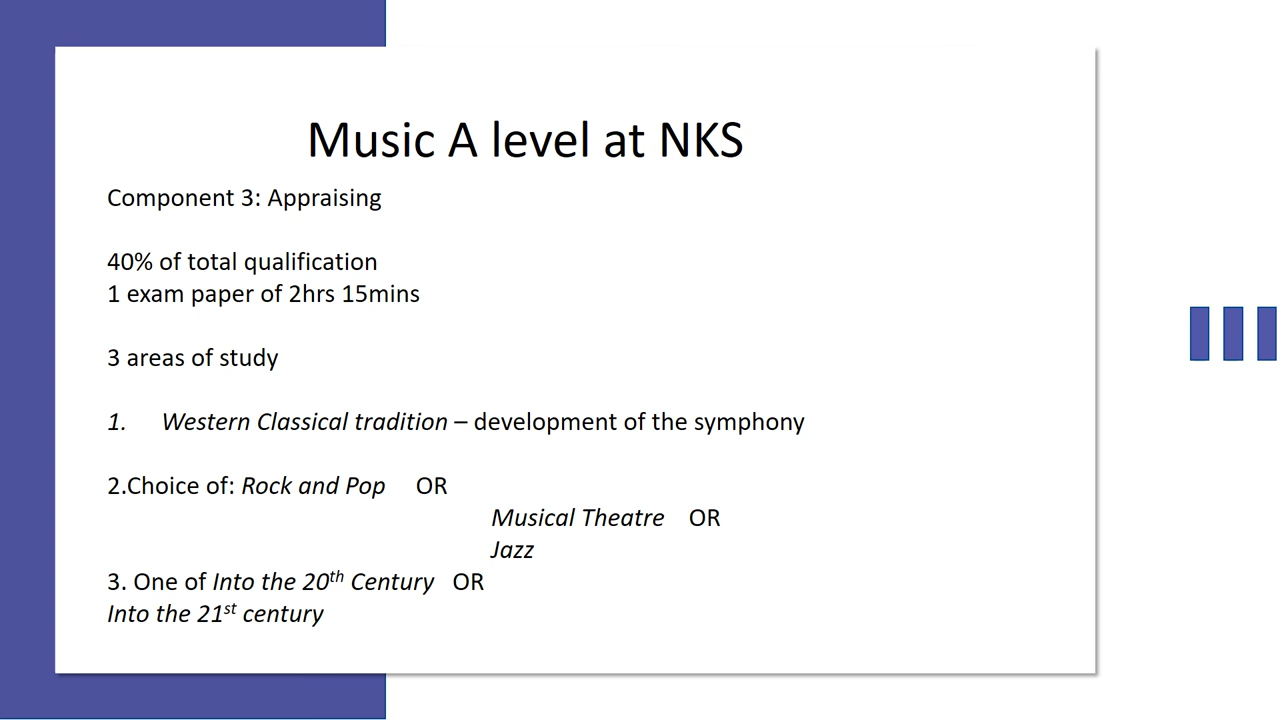 Music A level at NKS
Component 3: Appraising
40% of total qualification
1 exam paper of 2hrs 15mins
3 areas of study
1. Western Classical tradition – development of the symphony
2.Choice of: Rock and Pop OR
Musical Theatre OR
Jazz
3. One of Into the 20th Century OR
Into the 21st century